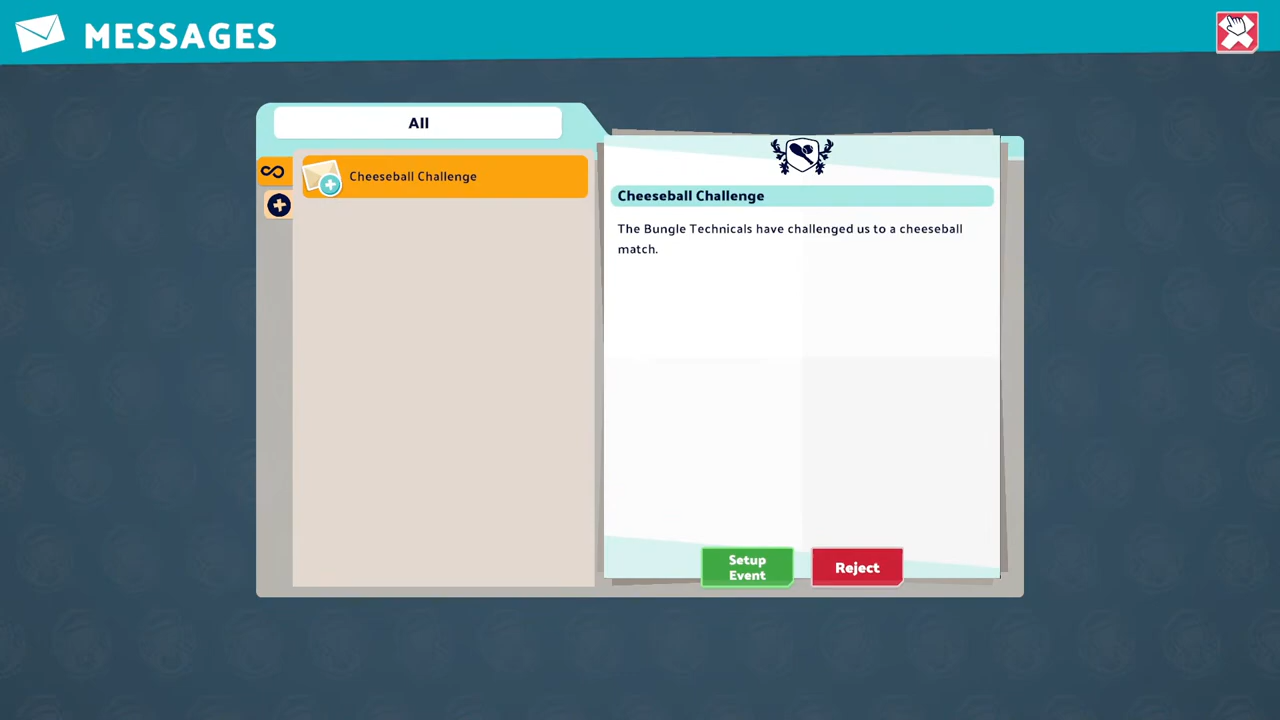 MESSAGES
All
Cheeseball Challenge
Cheeseball Challenge
The Bungle Technicals have challenged us to a cheeseball
match.
Setup
Event
Reject